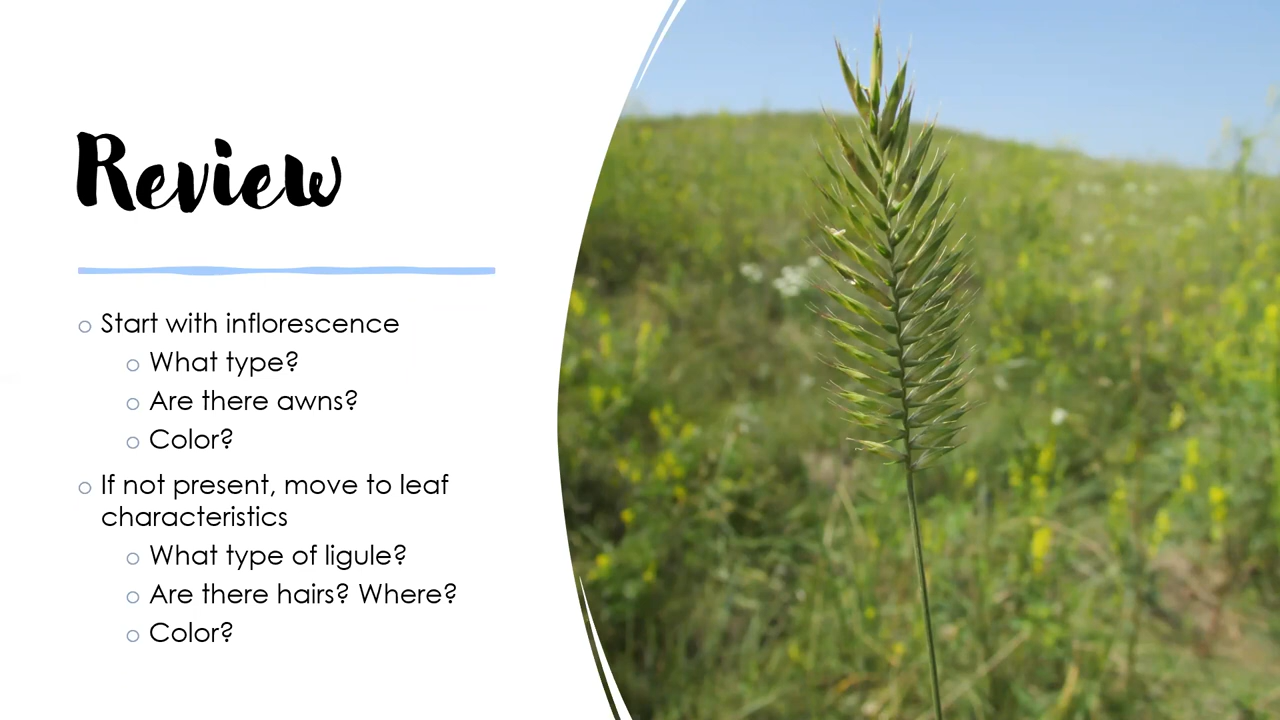 Review
Start with inflorescence
What type?
Are there awns?
Color?
If not present, move to leaf
characteristics
What type of ligule?
Are there hairs? Where?
Color?